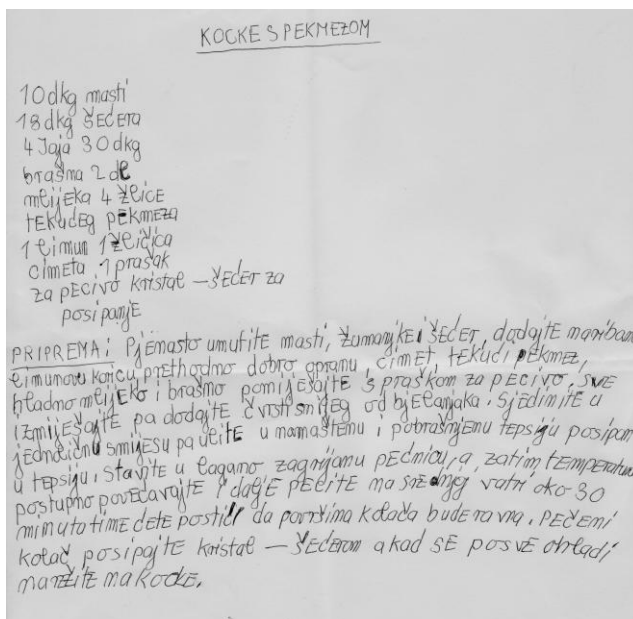 KOCKE S PEKMEZOM
10 dkg masti
18 dkg šećera
4 Jaja 30 dkg
brašna 2 dl
mlijeka 4 žlice
tekućeg pekmeza
1 limun 1 žličica
cimeta 1 prašak
za pecivo kristal – šećer za
posipanje
PRIPREMA: Pjenasto umutite masti, žumanjke i šećer, dodajte nariban
limunovu koricu prethodno dobro opranu, cimet, tekući pekmez,
hladno mlijeko i brašno pomiješajte s praškom za pecivo. sve
izmiješajte pa dodajte čvrsti snijeg od bjelanjaka. Sjedinite u
jednoličnu smijesu pa ulite u namaštenu i pobrašnjenu tepsiju posipan
u tepsiju. Stavite u lagano zagrijanu pećnicu, a zatim temperaturu
postupno povećavajte i dalje pecite na srednjoj vatri oko 30
minuta time ćete postići da površina kolača bude ravna. Pečeni
kolač posipajte kristal – šećerom a kad se posve ohladi
narežite na kocke.